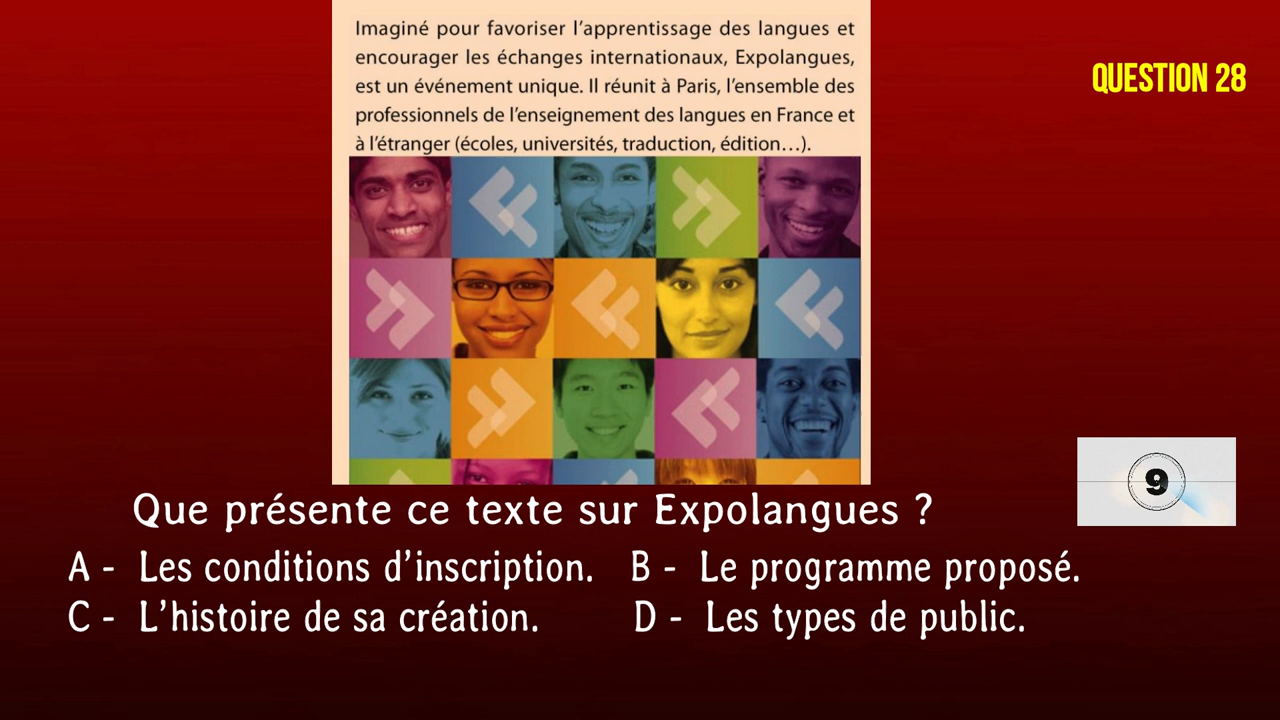 Imaginé pour favoriser l'apprentissage des langues et
encourager les échanges internationaux, Expolangues,
est un événement unique. Il réunit à Paris, l'ensemble des
professionnels de l'enseignement des langues en France et
à l'étranger (écoles, universités, traduction, édition...).
QUESTION 28
9
Que présente ce texte sur Expolangues ?
A - Les conditions d'inscription. B - Le programme proposé.
C - L'histoire de sa création. D - Les types de public.